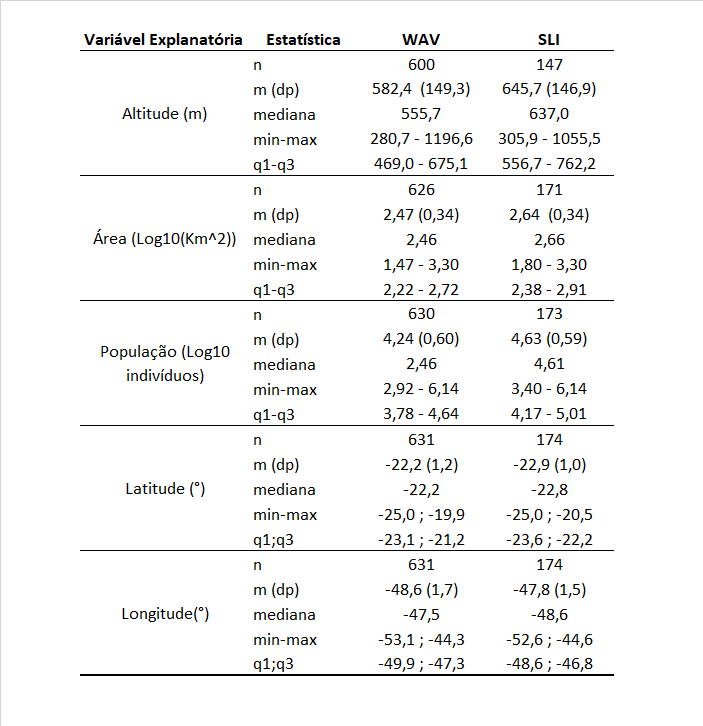 Variável Explanatória Estatística WAV SLI
n 600 147
m (dp) 582,4 (149,3) 645,7 (146,9)
Altitude (m) mediana 555,7 637,0
min-max 280,7 - 1196,6 305,9 - 1055,5
q1-q3 469,0 - 675,1 556,7 - 762,2
n 626 171
m (dp) 2,47 (0,34) 2,64 (0,34)
Área (Log10(Km^2)) mediana 2,46 2,66
min-max 1,47 - 3,30 1,80 - 3,30
q1-q3 2,22 - 2,72 2,38 - 2,91
n 630 173
m (dp) 4,24 (0,60) 4,63 (0,59)
População (Log10
indivíduos)
mediana 2,46 4,61
min-max 2,92 - 6,14 3,40 - 6,14
q1-q3 3,78 - 4,64 4,17 - 5,01
n 631 174
m (dp) -22,2 (1,2) -22,9 (1,0)
Latitude (°) mediana -22,2 -22,8
min-max -25,0 ; -19,9 -25,0 ; -20,5
q1;q3 -23,1 ; -21,2 -23,6 ; -22,2
n 631 174
m (dp) -48,6 (1,7) -47,8 (1,5)
Longitude(°) mediana -47,5 -48,6
min-max -53,1 ; -44,3 -52,6 ; -44,6
q1;q3 -49,9 ; -47,3 -48,6 ; -46,8